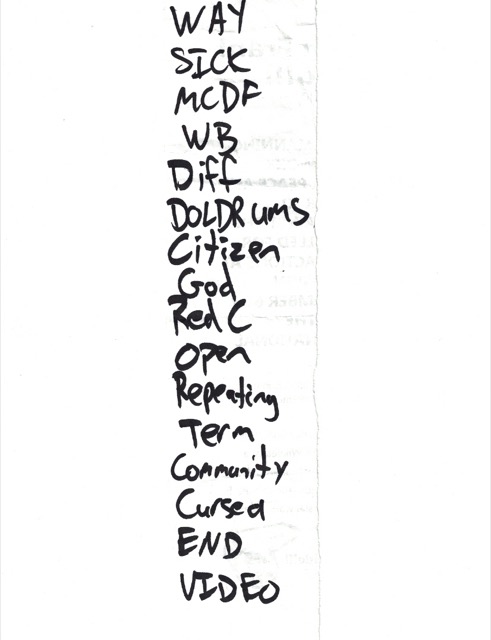 WAY
SICK
MCDF
WB
Diff
DOLDRums
Citizen
God
Red C
Open
Repeating
Term
Community
Cursed
END
VIDEO